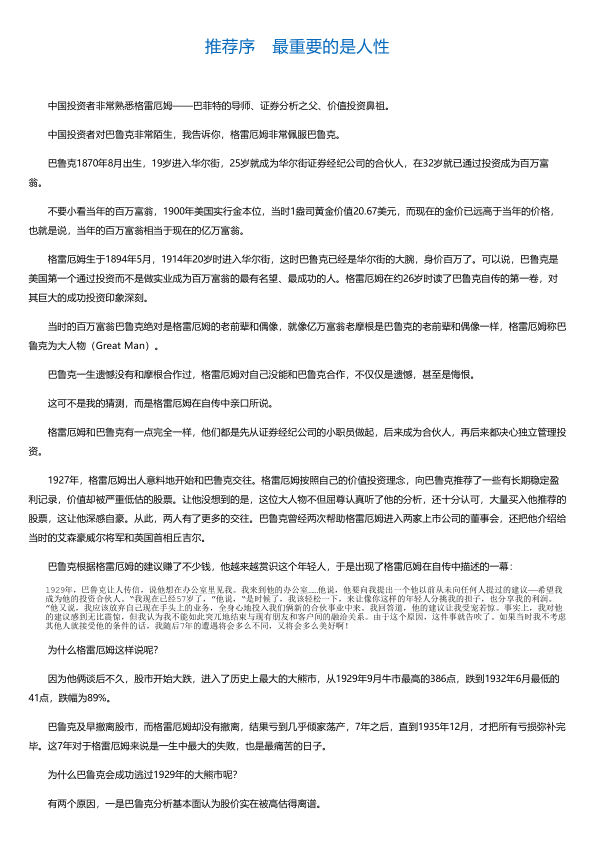 推荐序　最重要的是人性
中国投资者非常熟悉格雷厄姆——巴菲特的导师、证券分析之父、价值投资鼻祖。
中国投资者对巴鲁克非常陌生，我告诉你，格雷厄姆非常佩服巴鲁克。
巴鲁克1870年8月出生，19岁进入华尔街，25岁就成为华尔街证券经纪公司的合伙人，在32岁就已通过投资成为百万富
翁。
不要小看当年的百万富翁，1900年美国实行金本位，当时1盎司黄金价值20.67美元，而现在的金价已远高于当年的价格，
也就是说，当年的百万富翁相当于现在的亿万富翁。
格雷厄姆生于1894年5月，1914年20岁时进入华尔街，这时巴鲁克已经是华尔街的大腕，身价百万了。可以说，巴鲁克是
美国第一个通过投资而不是做实业成为百万富翁的最有名望、最成功的人。格雷厄姆在约26岁时读了巴鲁克自传的第一卷，对
其巨大的成功投资印象深刻。
当时的百万富翁巴鲁克绝对是格雷厄姆的老前辈和偶像，就像亿万富翁老摩根是巴鲁克的老前辈和偶像一样，格雷厄姆称巴
鲁克为大人物（Great Man）。
巴鲁克一生遗憾没有和摩根合作过，格雷厄姆对自己没能和巴鲁克合作，不仅仅是遗憾，甚至是悔恨。
这可不是我的猜测，而是格雷厄姆在自传中亲口所说。
格雷厄姆和巴鲁克有一点完全一样，他们都是先从证券经纪公司的小职员做起，后来成为合伙人，再后来都决心独立管理投
资。
1927年，格雷厄姆出人意料地开始和巴鲁克交往。格雷厄姆按照自己的价值投资理念，向巴鲁克推荐了一些有长期稳定盈
利记录，价值却被严重低估的股票。让他没想到的是，这位大人物不但屈尊认真听了他的分析，还十分认可，大量买入他推荐的
股票，这让他深感自豪。从此，两人有了更多的交往。巴鲁克曾经两次帮助格雷厄姆进入两家上市公司的董事会，还把他介绍给
当时的艾森豪威尔将军和英国首相丘吉尔。
巴鲁克根据格雷厄姆的建议赚了不少钱，他越来越赏识这个年轻人，于是出现了格雷厄姆在自传中描述的一幕：
1929年，巴鲁克让人传信，说他想在办公室里见我。我来到他的办公室……他说，他要向我提出一个他以前从未向任何人提过的建议——希望我
成为他的投资合伙人。“我现在已经57岁了，”他说，“是时候了，我该轻松一下，来让像你这样的年轻人分挑我的担子，也分享我的利润。
”他又说，我应该放弃自己现在手头上的业务，全身心地投入我们俩新的合伙事业中来。我回答道，他的建议让我受宠若惊。事实上，我对他
的建议感到无比震惊，但我认为我不能如此突兀地结束与现有朋友和客户间的融洽关系。由于这个原因，这件事就告吹了。如果当时我不考虑
其他人就接受他的条件的话，我随后7年的遭遇将会多么不同，又将会多么美好啊！
为什么格雷厄姆这样说呢？
因为他俩谈后不久，股市开始大跌，进入了历史上最大的大熊市，从1929年9月牛市最高的386点，跌到1932年6月最低的
41点，跌幅为89%。
巴鲁克及早撤离股市，而格雷厄姆却没有撤离，结果亏到几乎倾家荡产，7年之后，直到1935年12月，才把所有亏损弥补完
毕。这7年对于格雷厄姆来说是一生中最大的失败，也是最痛苦的日子。
为什么巴鲁克会成功逃过1929年的大熊市呢？
有两个原因，一是巴鲁克分析基本面认为股价实在被高估得离谱。